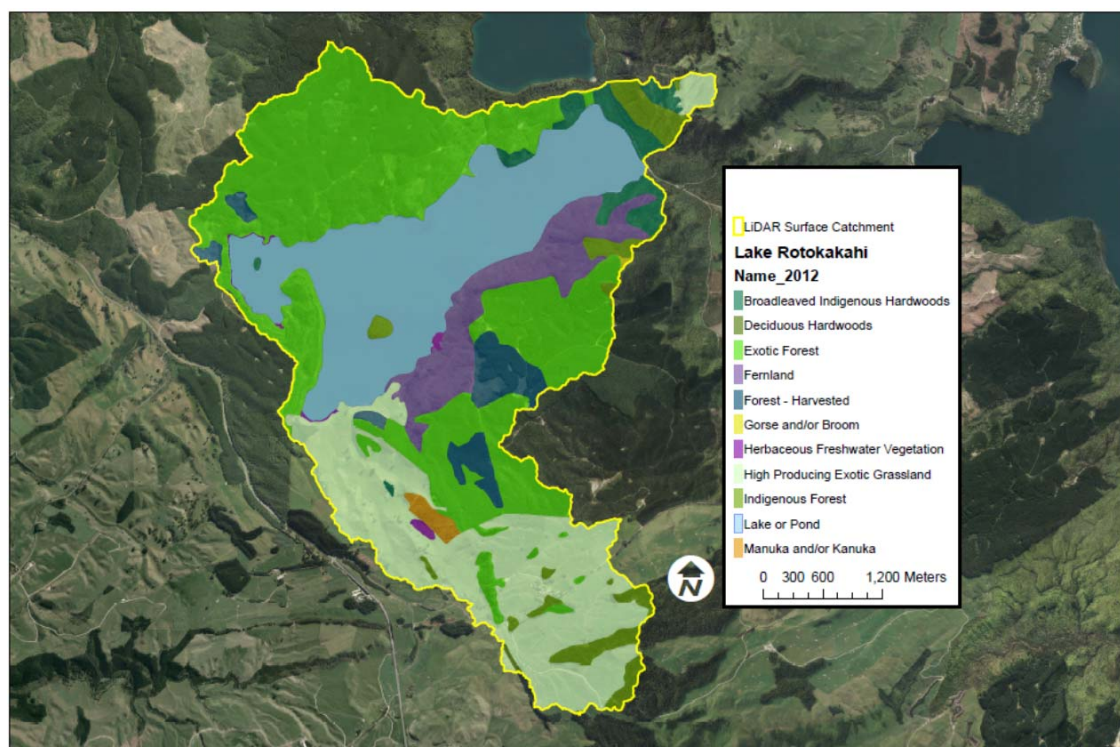 LiDAR Surface Catchment
Lake Rotokakahi
Name_2012
Broadleaved Indigenous Hardwoods
Deciduous Hardwoods
Exotic Forest
Fernland
Forest - Harvested
Gorse and/or Broom
Herbaceous Freshwater Vegetation
High Producing Exotic Grassland
Indigenous Forest
Lake or Pond
Manuka and/or Kanuka
N
0 300 600 1,200 Meters